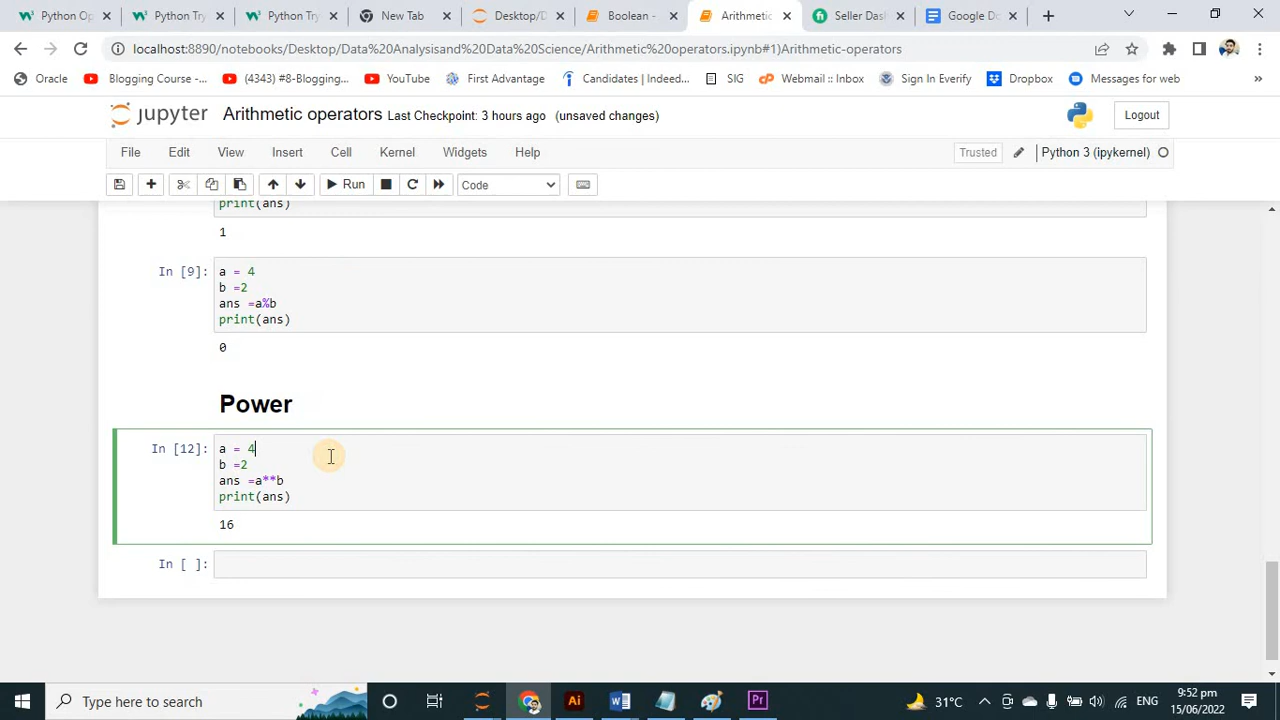 Python Op
Python Try
Python Try
New Tab
Desktop/D
Boolean -
Arithmetic
Seller Dash
Google Do
localhost:8890/notebooks/Desktop/Data%20Analysisand%20Data%20Science/Arithmetic%20operators.ipynb#1)Arithmetic-operators
Oracle
Blogging Course -...
(4343) #8-Blogging...
YouTube
First Advantage
Candidates | Indeed...
SIG
Webmail :: Inbox
Sign In Everify
Dropbox
Messages for web
»
jupyter
Arithmetic operators
Last Checkpoint: 3 hours ago (unsaved changes)
Logout
File
Edit
View
Insert
Cell
Kernel
Widgets
Help
Trusted
Python 3 (ipykernel)
Run
Code
print(ans)
1
In [9]:
a = 4
b =2
ans =a%b
print(ans)
0
Power
In [12]:
a = 4
b =2
ans =a**b
print(ans)
16
In [ ]:
Type here to search
Ai
Pr
31°C
ENG
9:52 pm
15/06/2022